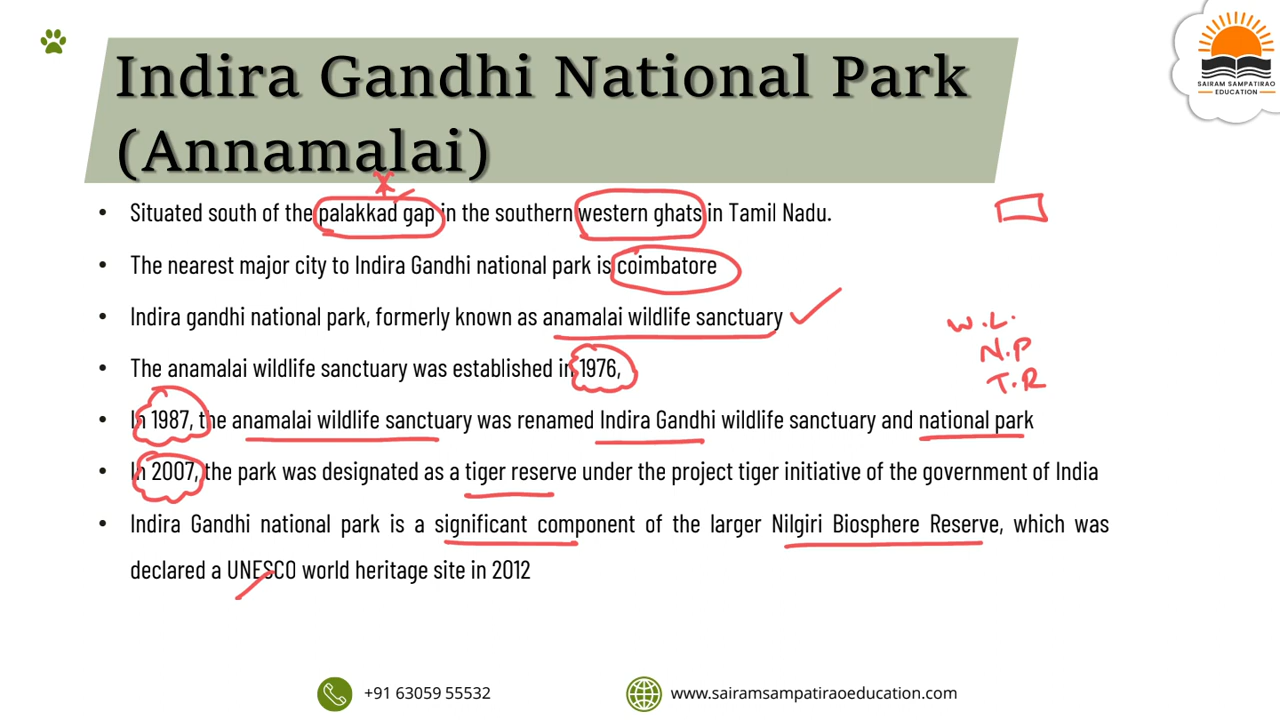 Indira Gandhi National Park
(Annamalai)
SAIRAM SAMPATIRAO
EDUCATION
• Situated south of the palakkad gap in the southern western ghats in Tamil Nadu.
• The nearest major city to Indira Gandhi national park is coimbatore
• Indira gandhi national park, formerly known as anamalai wildlife sanctuary
W.L.
N.P
T.R
• The anamalai wildlife sanctuary was established in 1976,
• In 1987, the anamalai wildlife sanctuary was renamed Indira Gandhi wildlife sanctuary and national park
• In 2007, the park was designated as a tiger reserve under the project tiger initiative of the government of India
• Indira Gandhi national park is a significant component of the larger Nilgiri Biosphere Reserve, which was
declared a UNESCO world heritage site in 2012
+91 63059 55532
www.sairamsampatiraoeducation.com